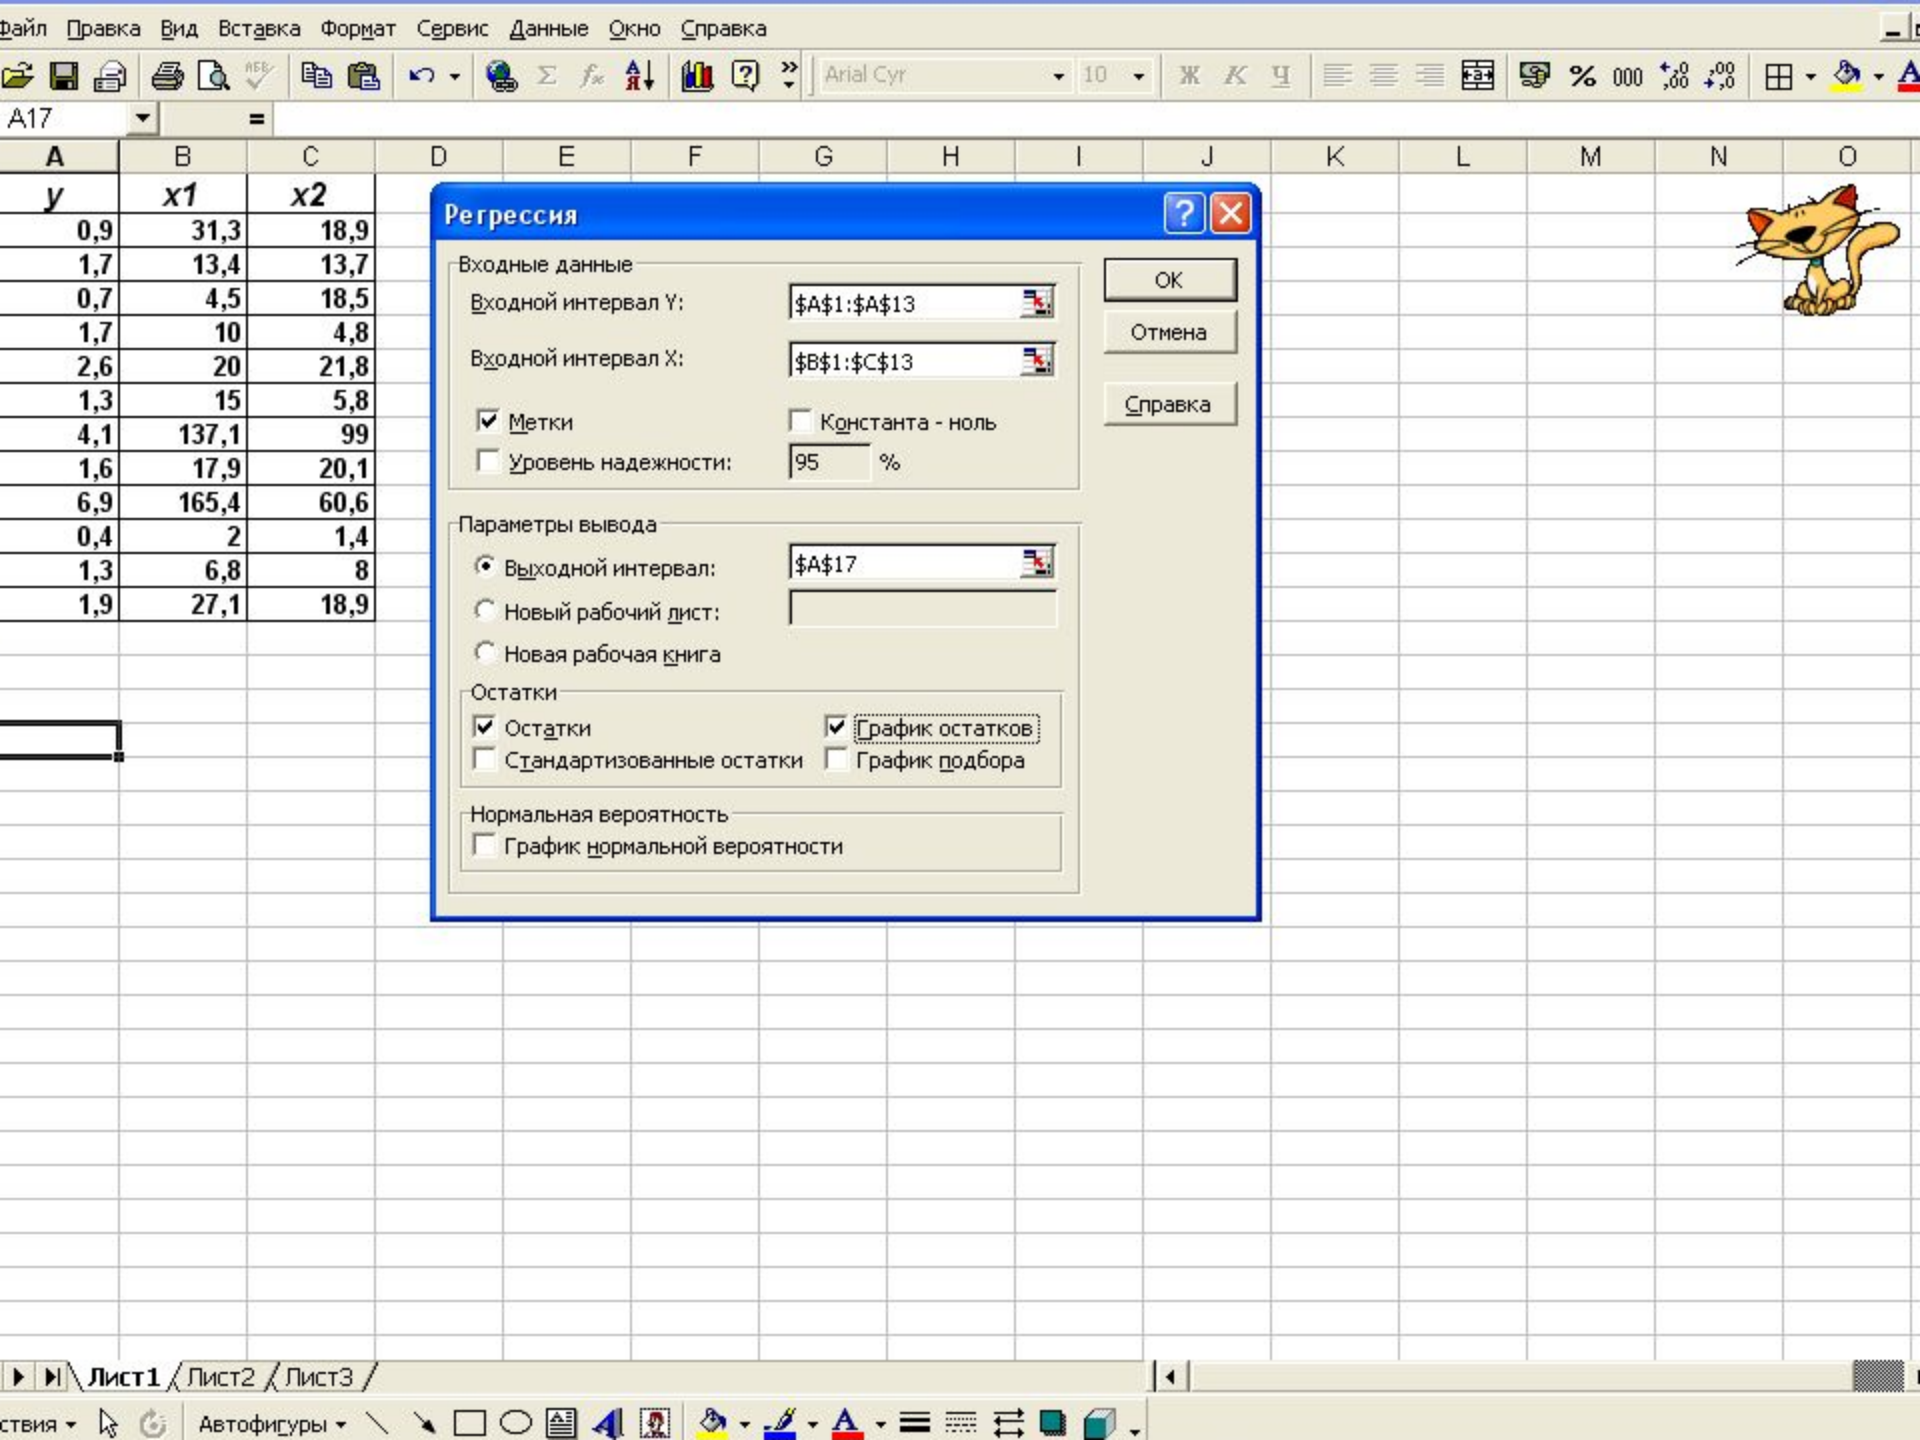 Файл Правка Вид Вставка Формат Сервис Данные Окно Справка
Arial Cyr 10 Ж К Ч % 000
A17 =
A B C D E F G H I J K L M N O
y x1 x2
0,9 31,3 18,9
1,7 13,4 13,7
0,7 4,5 18,5
1,7 10 4,8
2,6 20 21,8
1,3 15 5,8
4,1 137,1 99
1,6 17,9 20,1
6,9 165,4 60,6
0,4 2 1,4
1,3 6,8 8
1,9 27,1 18,9
Регрессия
Входные данные
Входной интервал Y: $A$1:$A$13
Входной интервал X: $B$1:$C$13
Метки Константа - ноль
Уровень надежности: 95 %
OK
Отмена
Справка
Параметры вывода
Выходной интервал: $A$17
Новый рабочий лист:
Новая рабочая книга
Остатки
Остатки График остатков
Стандартизованные остатки График подбора
Нормальная вероятность
График нормальной вероятности
Лист1 Лист2 Лист3
ствия Автофигуры